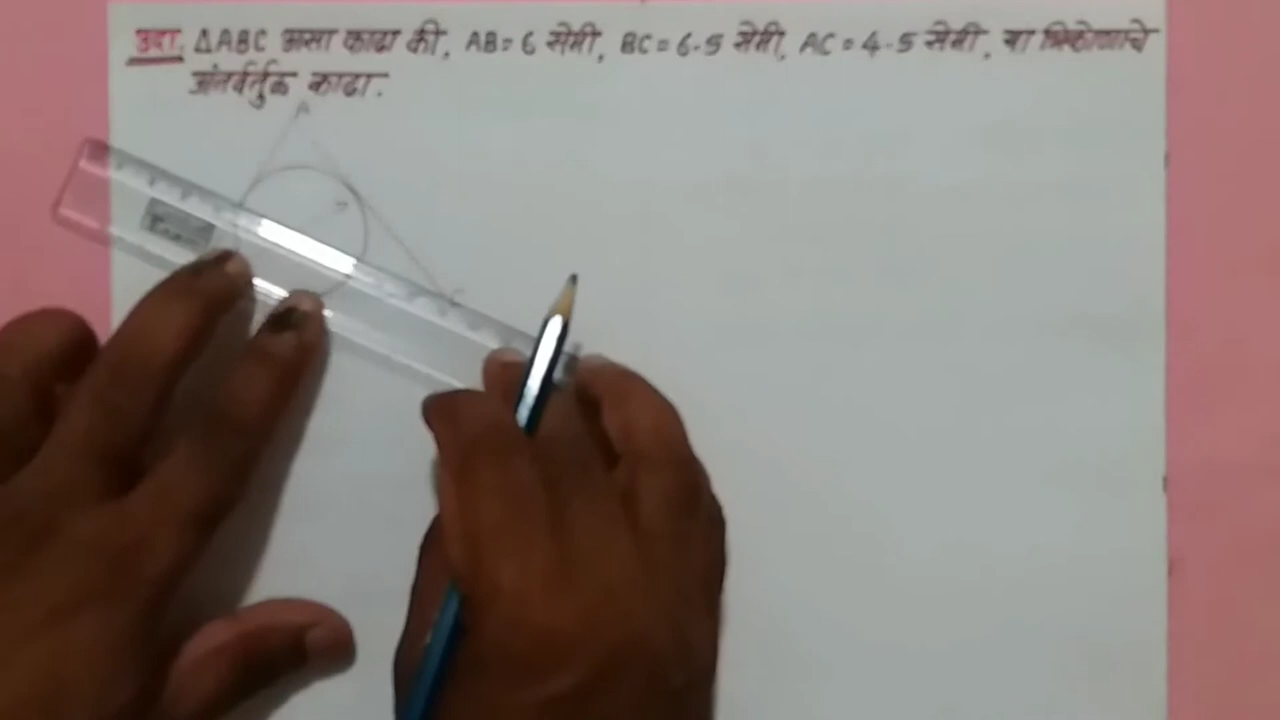 उदा. ΔABC असा काढा की, AB = 6 सेमी, BC = 6.5 सेमी, AC = 4.5 सेमी, या त्रिकोणाचे
अंतर्वर्तुळ काढा.
A